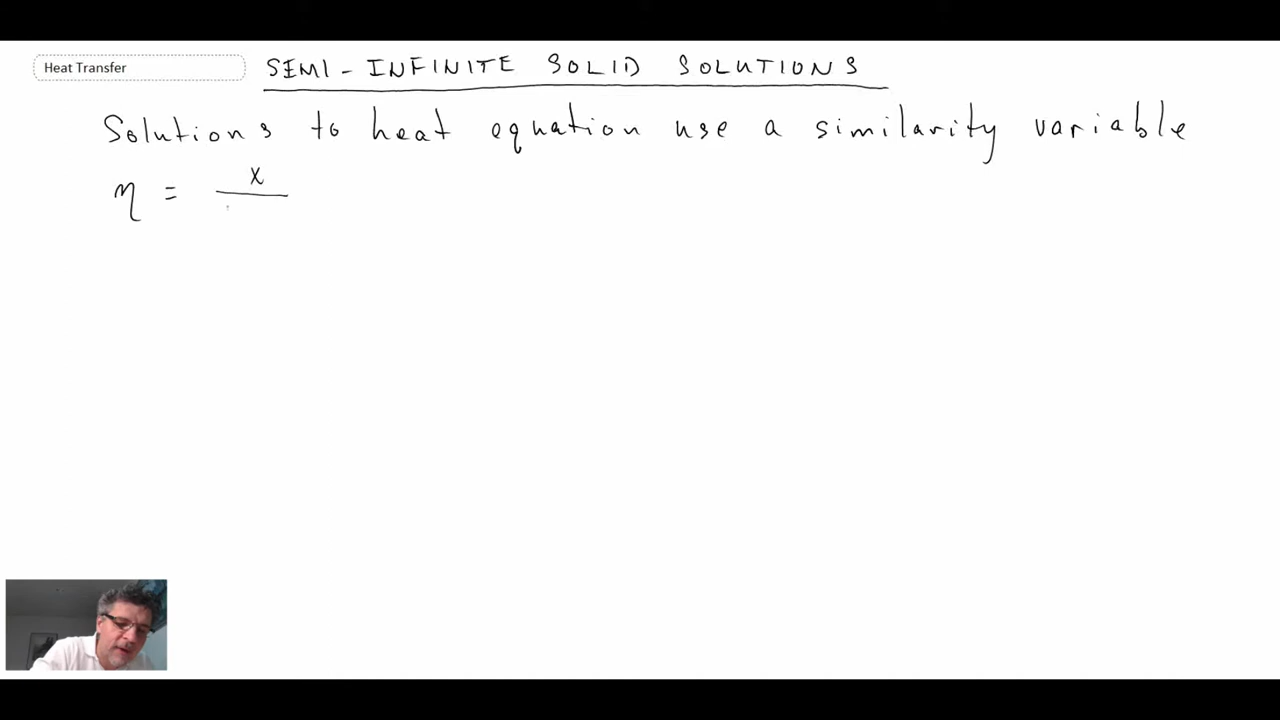 Heat Transfer
SEMI-INFINITE SOLID SOLUTIONS
Solutions to heat equation use a similarity variable
η = x